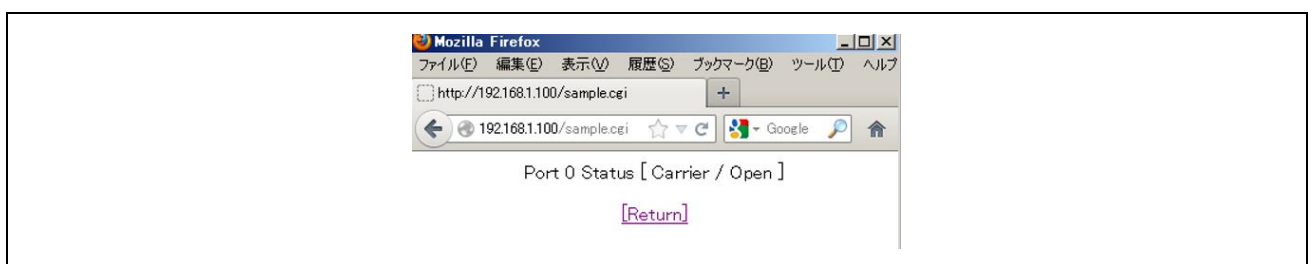 Mozilla Firefox
ファイル(F) 編集(E) 表示(V) 履歴(S) ブックマーク(B) ツール(T) ヘルプ
http://192.168.1.100/sample.cgi +
192.168.1.100/sample.cgi Google
Port 0 Status [ Carrier / Open ]
[Return]